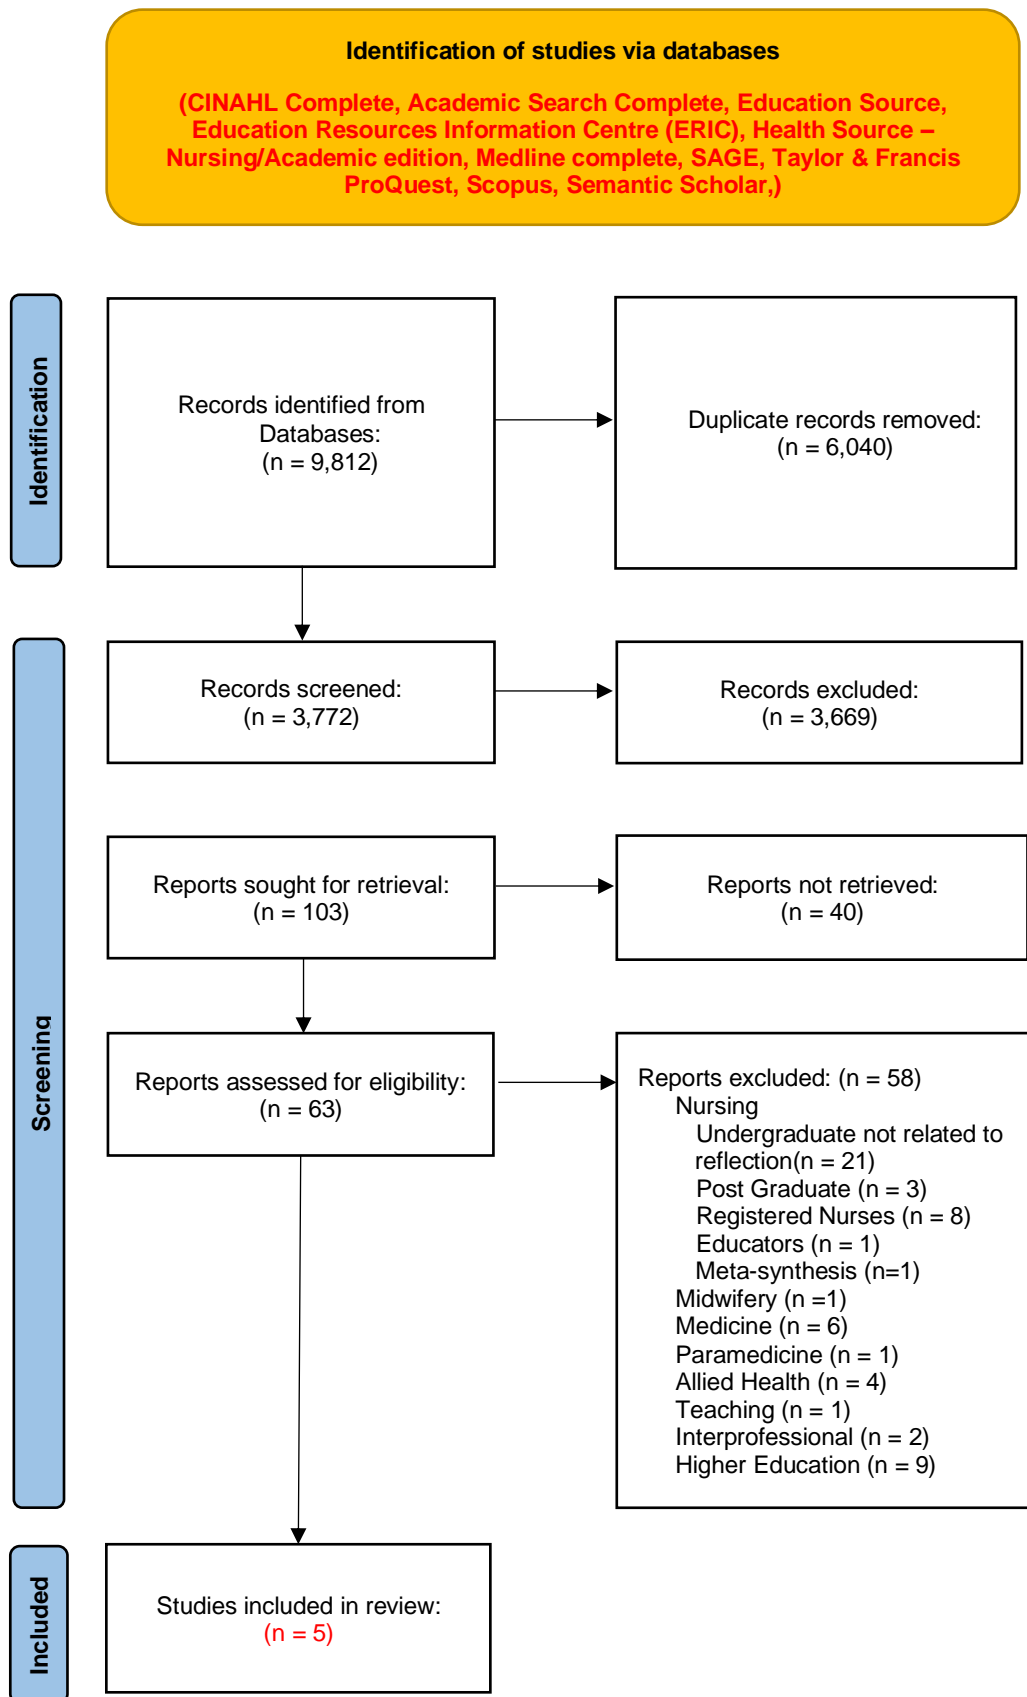 Identification of studies via databases
(CINAHL Complete, Academic Search Complete, Education Source,
Education Resources Information Centre (ERIC), Health Source –
Nursing/Academic edition, Medline complete, SAGE, Taylor & Francis
ProQuest, Scopus, Semantic Scholar,)
Identification
Records identified from
Databases:
(n = 9,812)
Duplicate records removed:
(n = 6,040)
Screening
Records screened:
(n = 3,772)
Records excluded:
(n = 3,669)
Reports sought for retrieval:
(n = 103)
Reports not retrieved:
(n = 40)
Reports assessed for eligibility:
(n = 63)
Reports excluded: (n = 58)
Nursing
Undergraduate not related to
reflection(n = 21)
Post Graduate (n = 3)
Registered Nurses (n = 8)
Educators (n = 1)
Meta-synthesis (n=1)
Midwifery (n =1)
Medicine (n = 6)
Paramedicine (n = 1)
Allied Health (n = 4)
Teaching (n = 1)
Interprofessional (n = 2)
Higher Education (n = 9)
Included
Studies included in review:
(n = 5)